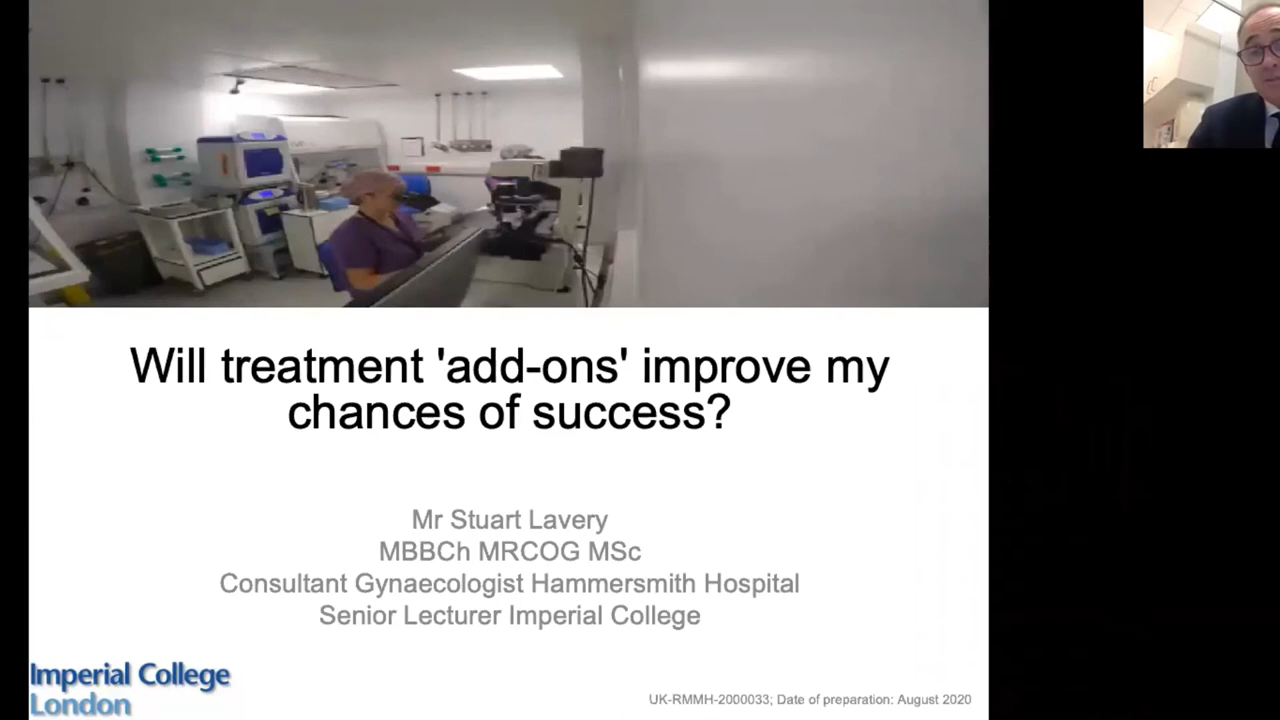 Will treatment 'add-ons' improve my
chances of success?
Mr Stuart Lavery
MBBCh MRCOG MSc
Consultant Gynaecologist Hammersmith Hospital
Senior Lecturer Imperial College
Imperial College
London
UK-RMMH-2000033; Date of preparation: August 2020